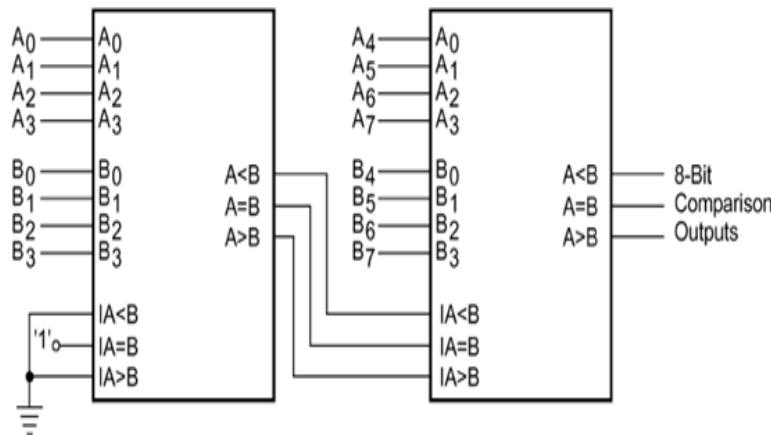 A0 A0
A1 A1
A2 A2
A3 A3
B0 B0
B1 B1
B2 B2
B3 B3
A<B
A=B
A>B
IA<B
'1' IA=B
IA>B
A4 A0
A5 A1
A6 A2
A7 A3
B4 B0
B5 B1
B6 B2
B7 B3
A<B 8-Bit
A=B Comparison
A>B Outputs
IA<B
IA=B
IA>B